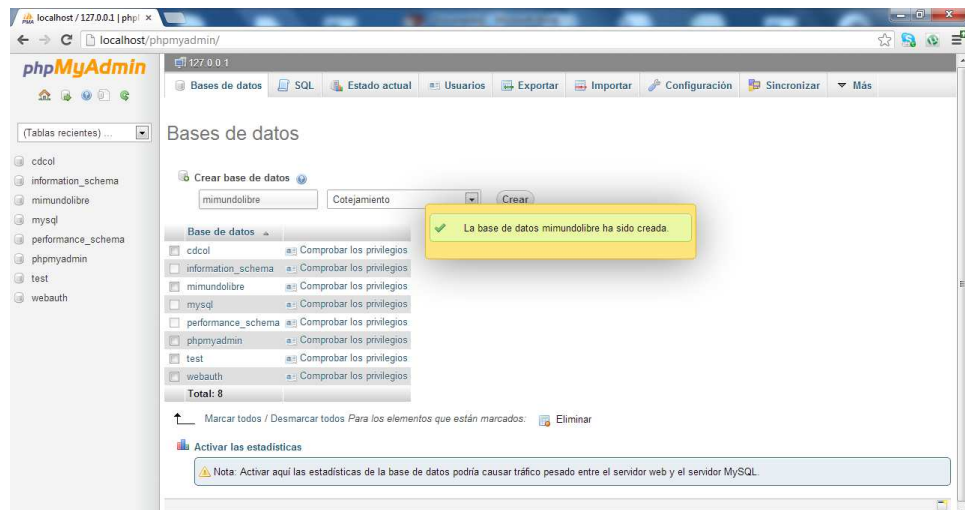 localhost / 127.0.0.1 | phpl
localhost/phpmyadmin/
phpMyAdmin
(Tablas recientes) ...
cdcol
information_schema
mimundolibre
mysql
performance_schema
phpmyadmin
test
webauth
127.0.0.1
Bases de datos SQL Estado actual Usuarios Exportar Importar Configuración Sincronizar Más
Bases de datos
Crear base de datos
mimundolibre Cotejamiento Crear
La base de datos mimundolibre ha sido creada.
Base de datos
cdcol Comprobar los privilegios
information_schema Comprobar los privilegios
mimundolibre Comprobar los privilegios
mysql Comprobar los privilegios
performance_schema Comprobar los privilegios
phpmyadmin Comprobar los privilegios
test Comprobar los privilegios
webauth Comprobar los privilegios
Total: 8
Marcar todos / Desmarcar todos Para los elementos que están marcados: Eliminar
Activar las estadísticas
Nota: Activar aquí las estadísticas de la base de datos podría causar tráfico pesado entre el servidor web y el servidor MySQL.